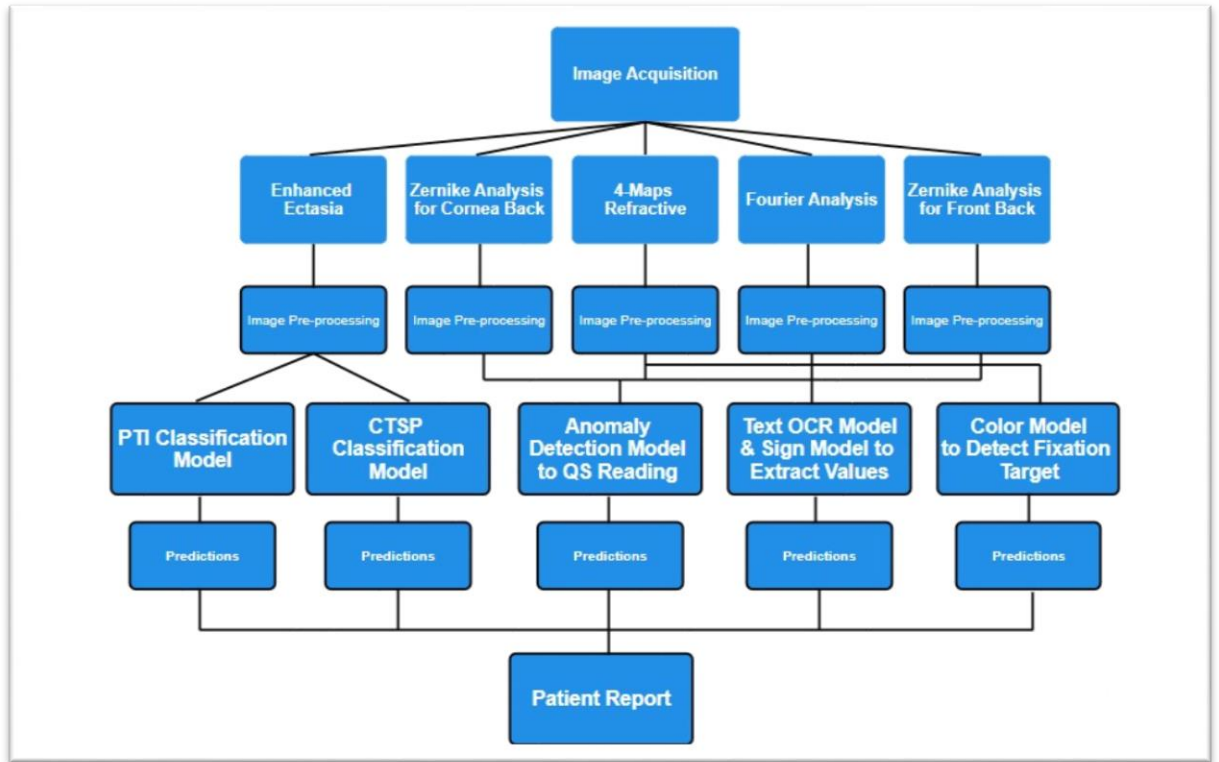 Image Acquisition
Enhanced
Ectasia
Zernike Analysis
for Cornea Back
4-Maps
Refractive
Fourier Analysis
Zernike Analysis
for Front Back
Image Pre-processing
Image Pre-processing
Image Pre-processing
Image Pre-processing
Image Pre-processing
PTI Classification
Model
CTSP
Classification
Model
Anomaly
Detection Model
to QS Reading
Text OCR Model
& Sign Model to
Extract Values
Color Model
to Detect Fixation
Target
Predictions
Predictions
Predictions
Predictions
Predictions
Patient Report